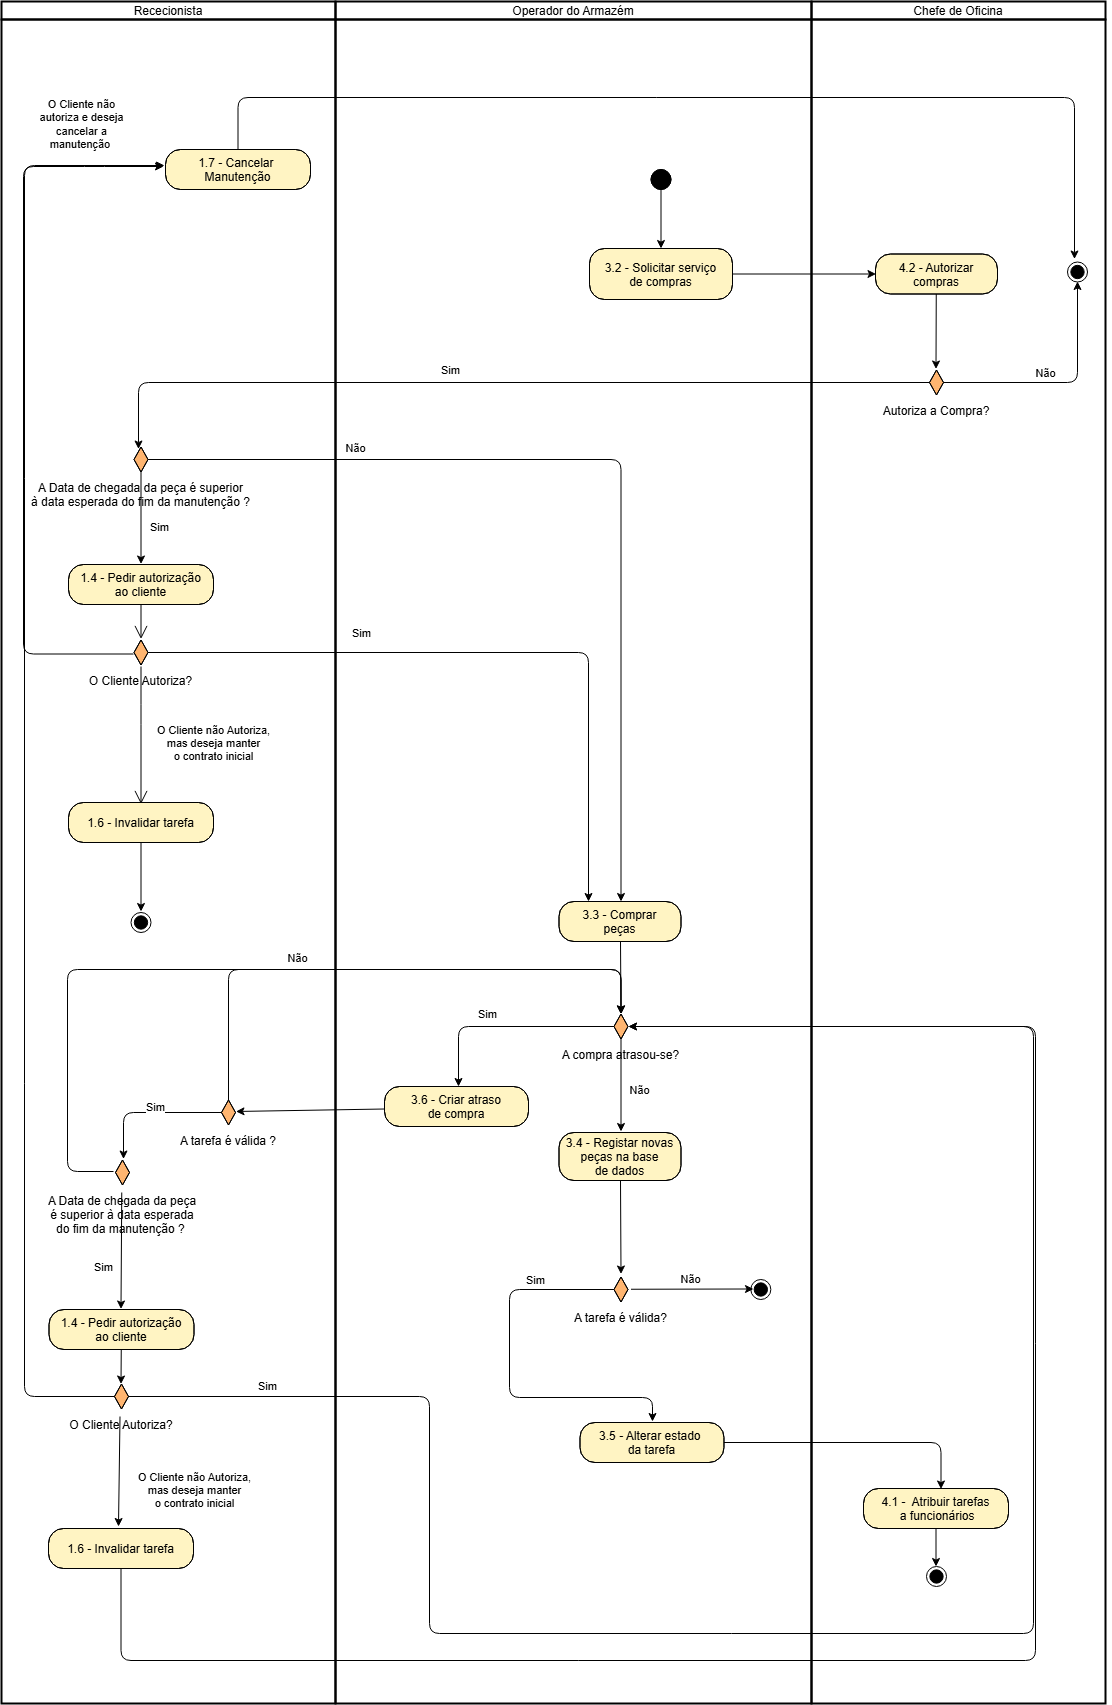 Rececionista
Operador do Armazém
Chefe de Oficina
O Cliente não
autoriza e deseja
cancelar a
manutenção
1.7 - Cancelar
Manutenção
3.2 - Solicitar serviço
de compras
4.2 - Autorizar
compras
Sim
Não
Autoriza a Compra?
Não
A Data de chegada da peça é superior
à data esperada do fim da manutenção ?
Sim
1.4 - Pedir autorização
ao cliente
Sim
O Cliente Autoriza?
O Cliente não Autoriza,
mas deseja manter
o contrato inicial
1.6 - Invalidar tarefa
3.3 - Comprar
peças
Não
Sim
A compra atrasou-se?
Não
3.6 - Criar atraso
de compra
Sim
A tarefa é válida ?
3.4 - Registar novas
peças na base
de dados
A Data de chegada da peça
é superior à data esperada
do fim da manutenção ?
Sim
Sim
Não
A tarefa é válida?
1.4 - Pedir autorização
ao cliente
Sim
O Cliente Autoriza?
3.5 - Alterar estado
da tarefa
O Cliente não Autoriza,
mas deseja manter
o contrato inicial
4.1 - Atribuir tarefas
a funcionários
1.6 - Invalidar tarefa